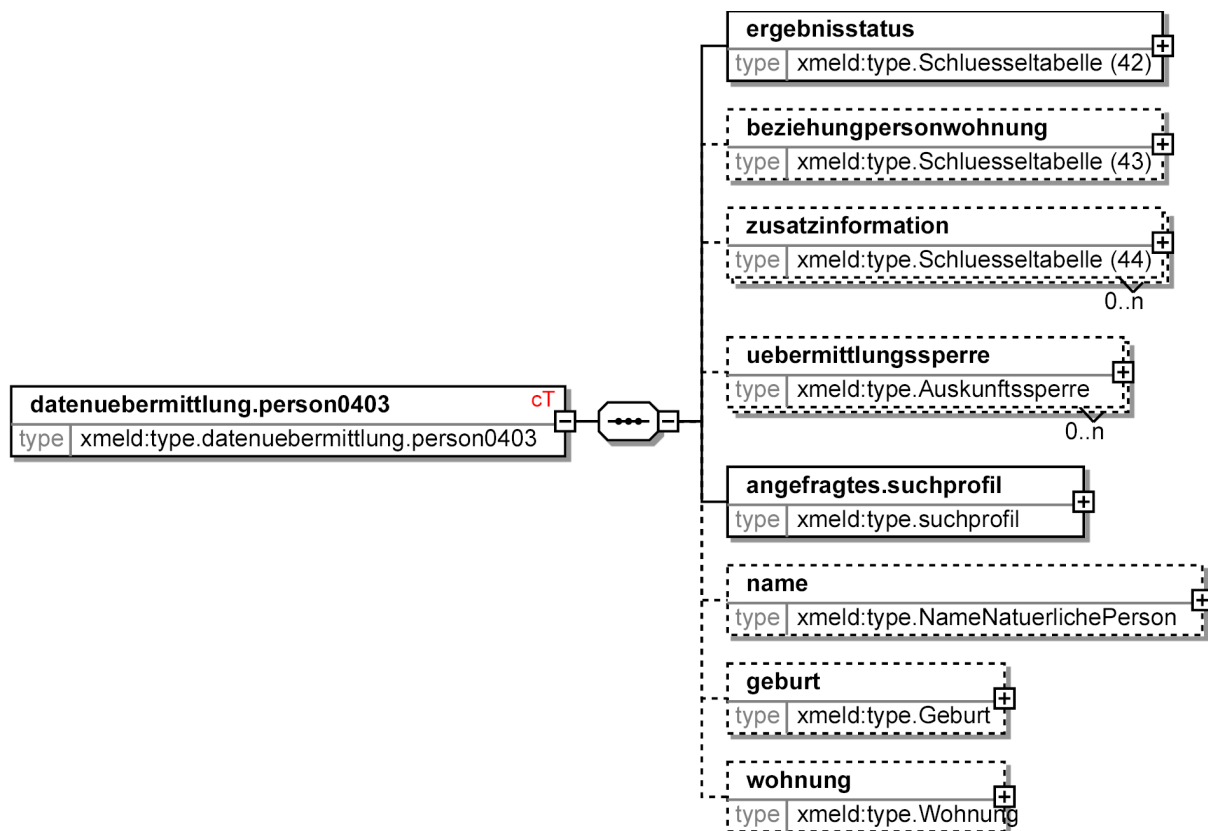 ergebnisstatus
type xmeld:type.Schluesseltabelle (42)
beziehungpersonwohnung
type xmeld:type.Schluesseltabelle (43)
zusatzinformation
type xmeld:type.Schluesseltabelle (44)
0..n
uebermittlungssperre
type xmeld:type.Auskunftssperre
0..n
datenuebermittlung.person0403 cT
type xmeld:type.datenuebermittlung.person0403
angefragtes.suchprofil
type xmeld:type.suchprofil
name
type xmeld:type.NameNatuerlichePerson
geburt
type xmeld:type.Geburt
wohnung
type xmeld:type.Wohnung